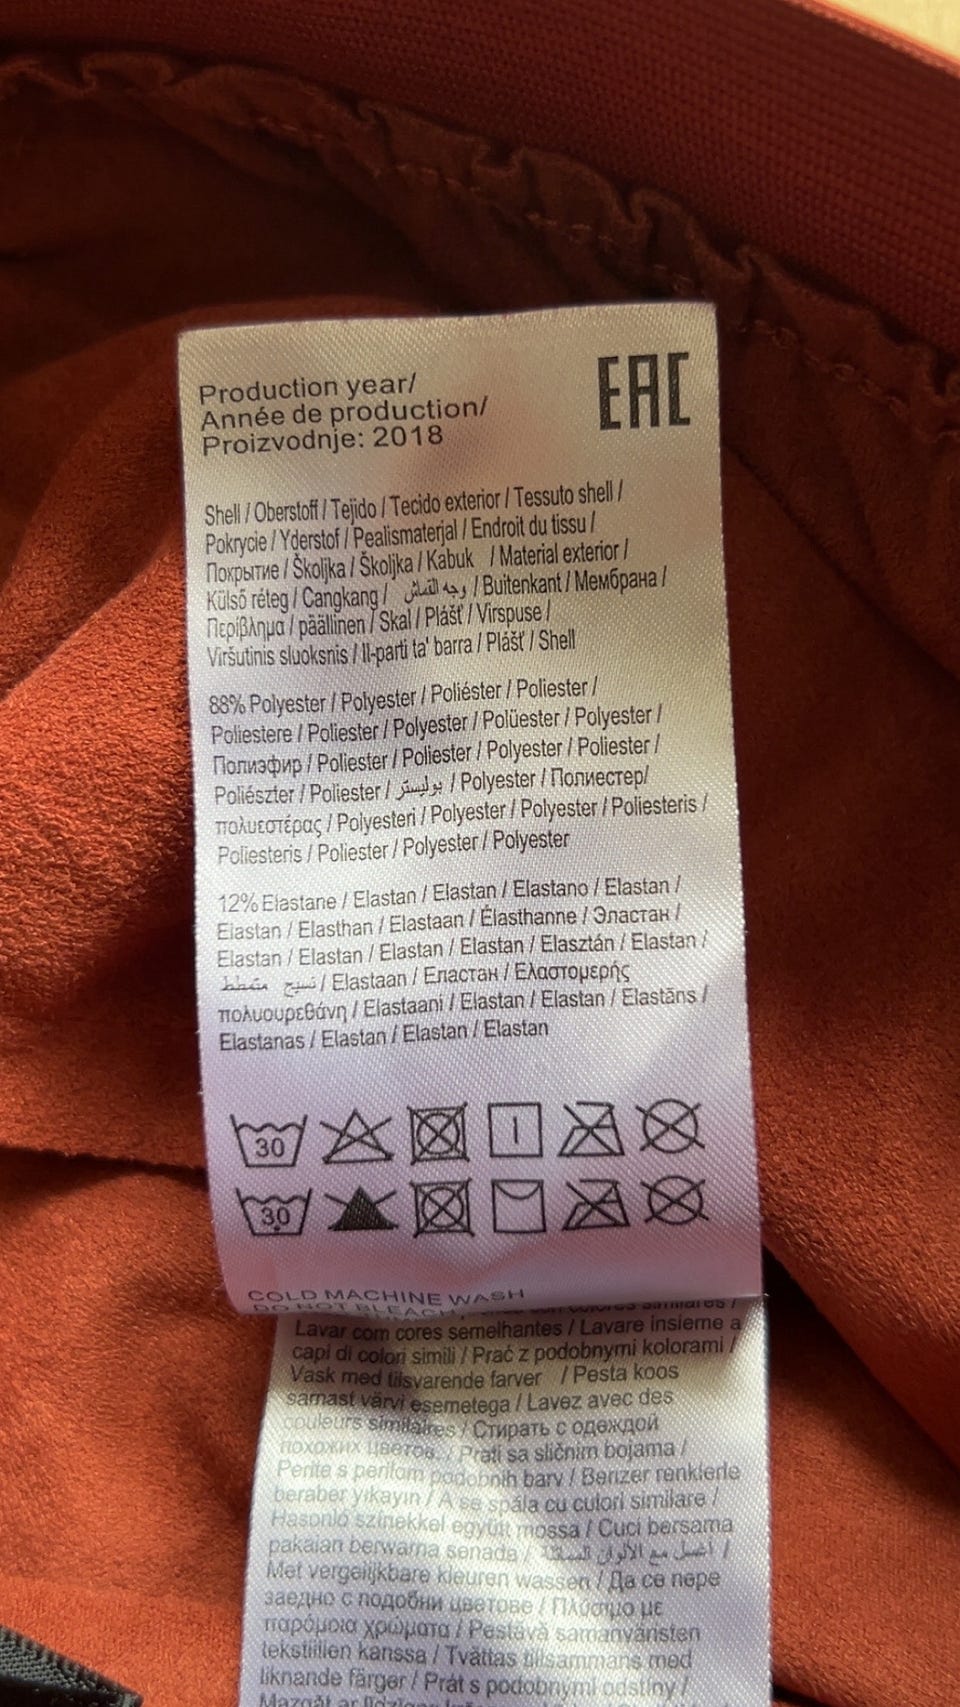 EAC
Production year/
Année de production/
Proizvodnje: 2018
Shell / Oberstoff / Tejido / Tecido exterior / Tessuto shell /
Pokrycie / Yderstof / Pealismaterjal / Endroit du tissu /
Покрытие / Školjka / Školjka / Kabuk / Material exterior /
Külső réteg / Cangkang / وجه القماش / Buitenkant / Мембрана /
Περίβλημα / päällinen / Skal / Plášť / Virspuse /
Viršutinis sluoksnis / Il-parti ta' barra / Plášť / Shell
88% Polyester / Polyester / Poliéster / Poliester /
Poliestere / Poliester / Polyester / Polüester / Polyester /
Полиэфир / Poliester / Poliester / Polyester / Poliester /
Poliészter / Poliester / بوليستر / Polyester / Полиестер/
πολυεστέρας / Polyesteri / Polyester / Polyester / Poliesteris /
Poliesteris / Poliester / Polyester / Polyester
12% Elastane / Elastan / Elastan / Elastano / Elastan /
Elastan / Elasthan / Elastaan / Élasthanne / Эластан /
Elastan / Elastan / Elastan / Elastan / Elasztán / Elastan /
نسيج متمطط / Elastaan / Еластан / Ελαστομερής
πολυουρεθάνη / Elastaani / Elastan / Elastan / Elastāns /
Elastanas / Elastan / Elastan / Elastan
30
30
COLD MACHINE WASH
DO NOT BLEACH,
Lavar com cores semelhantes / Lavare insieme a
capi di colori simili / Prać z podobnymi kolorami /
Vask med tilsvarende farver / Pesta koos
samast värvi esemetega / Lavez avec des
couleurs similaires / Стирать с одеждой
похожих цветов. / Prati sa sličnim bojama /
Perite s perilom podobnih barv / Benzer renklerle
beraber yıkayın / A se spăla cu culori similare /
Hasonló színekkel együtt mossa / Cuci bersama
pakaian berwarna senada / اغسل مع الألوان /
Met vergelijkbare kleuren wassen / Да се пере
заедно с подобни цветове / Πλύσιμο με
παρόμοια χρώματα / Pestävä samanväristen
tekstiilien kanssa / Tvättas tillsammans med
liknande färger / Prát s podobnými odstíny /
Mazgāt ar